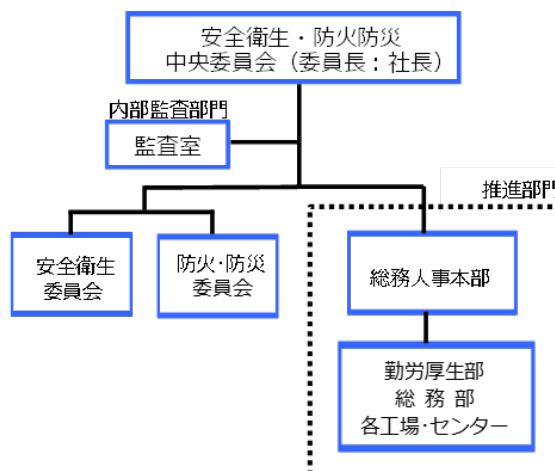 安全衛生・防火防災
中央委員会（委員長：社長）
内部監査部門
監査室
推進部門
安全衛生
委員会
防火･防災
委員会
総務人事本部
勤労厚生部
総 務 部
各工場･センター